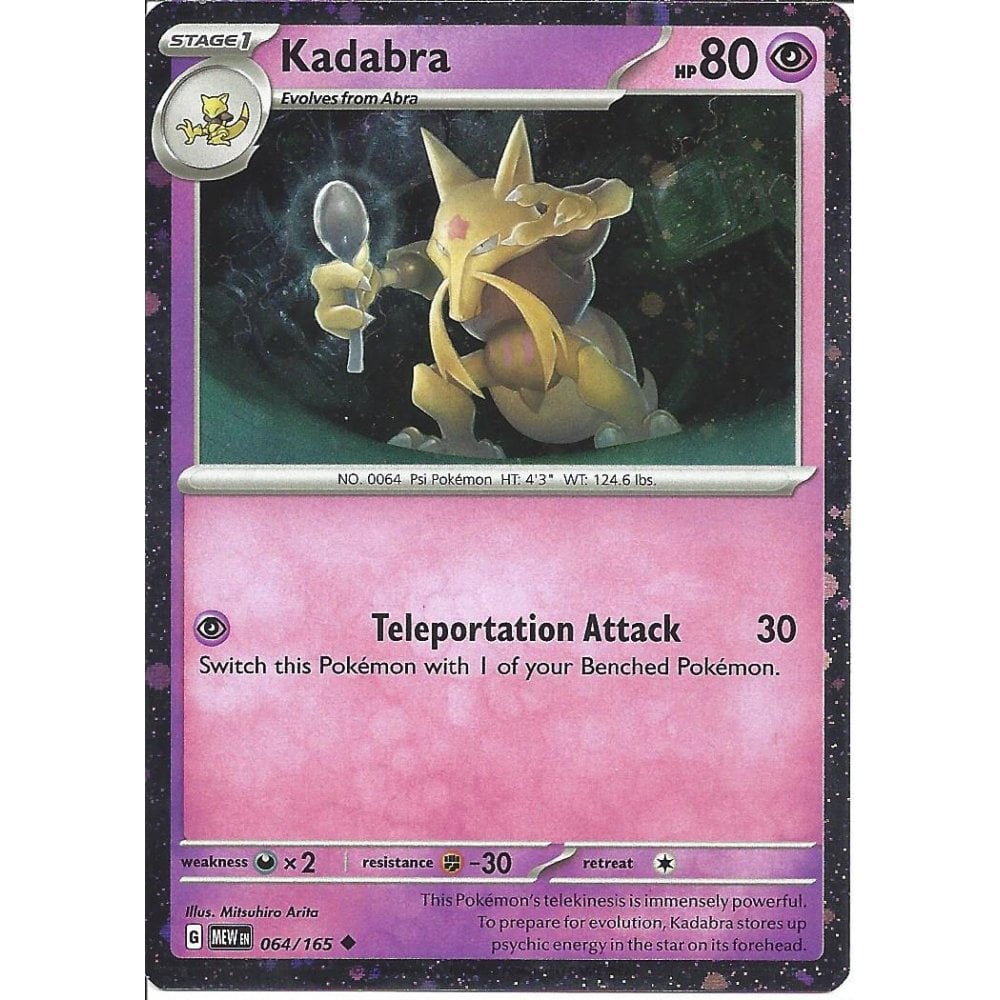 STAGE1
Kadabra
HP80
Evolves from Abra
NO. 0064 Psi Pokémon HT: 4'3" WT: 124.6 lbs.
Teleportation Attack 30
Switch this Pokémon with 1 of your Benched Pokémon.
weakness ×2 resistance -30 retreat
This Pokémon's telekinesis is immensely powerful.
To prepare for evolution, Kadabra stores up
psychic energy in the star on its forehead.
Illus. Mitsuhiro Arita
G MEW EN 064/165